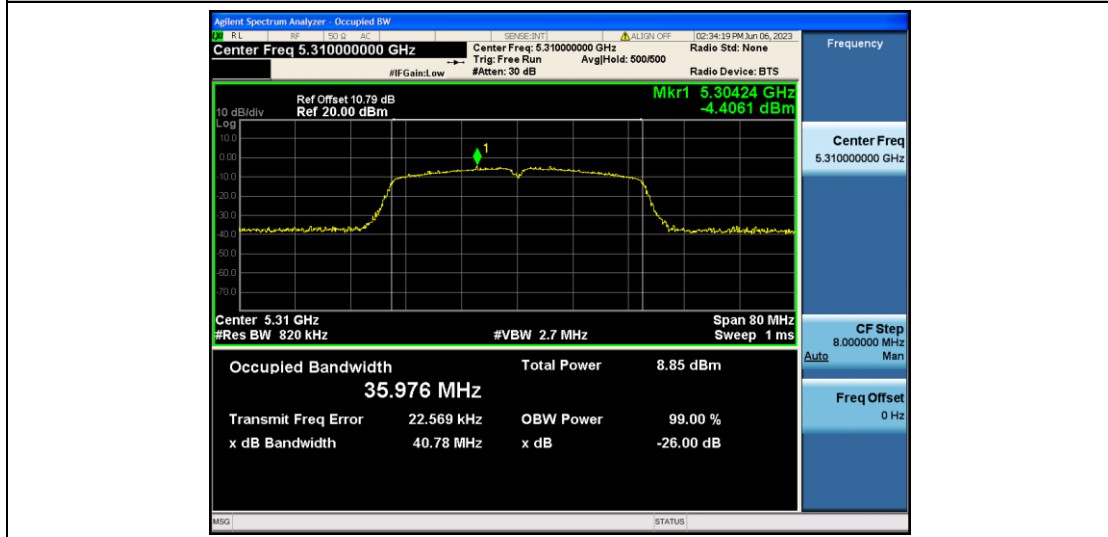 Agilent Spectrum Analyzer - Occupied BW
RL RF 50 Ω AC SENSE:INT ALIGN OFF 02:34:19 PM Jun 06, 2023
Center Freq 5.310000000 GHz
Center Freq: 5.310000000 GHz Radio Std: None
Trig: Free Run Avg|Hold: 500/500
#IFGain:Low #Atten: 30 dB Radio Device: BTS
Frequency
Mkr1 5.30424 GHz
-4.4061 dBm
Ref Offset 10.79 dB
10 dB/div Ref 20.00 dBm
Log
10.0
0.00
-10.0
-20.0
-30.0
-40.0
-50.0
-60.0
-70.0
1
Center 5.31 GHz Span 80 MHz
#Res BW 820 kHz #VBW 2.7 MHz Sweep 1 ms
Occupied Bandwidth Total Power 8.85 dBm
35.976 MHz
Transmit Freq Error 22.569 kHz OBW Power 99.00 %
x dB Bandwidth 40.78 MHz x dB -26.00 dB
Center Freq
5.310000000 GHz
CF Step
8.000000 MHz
Auto Man
Freq Offset
0 Hz
MSG STATUS